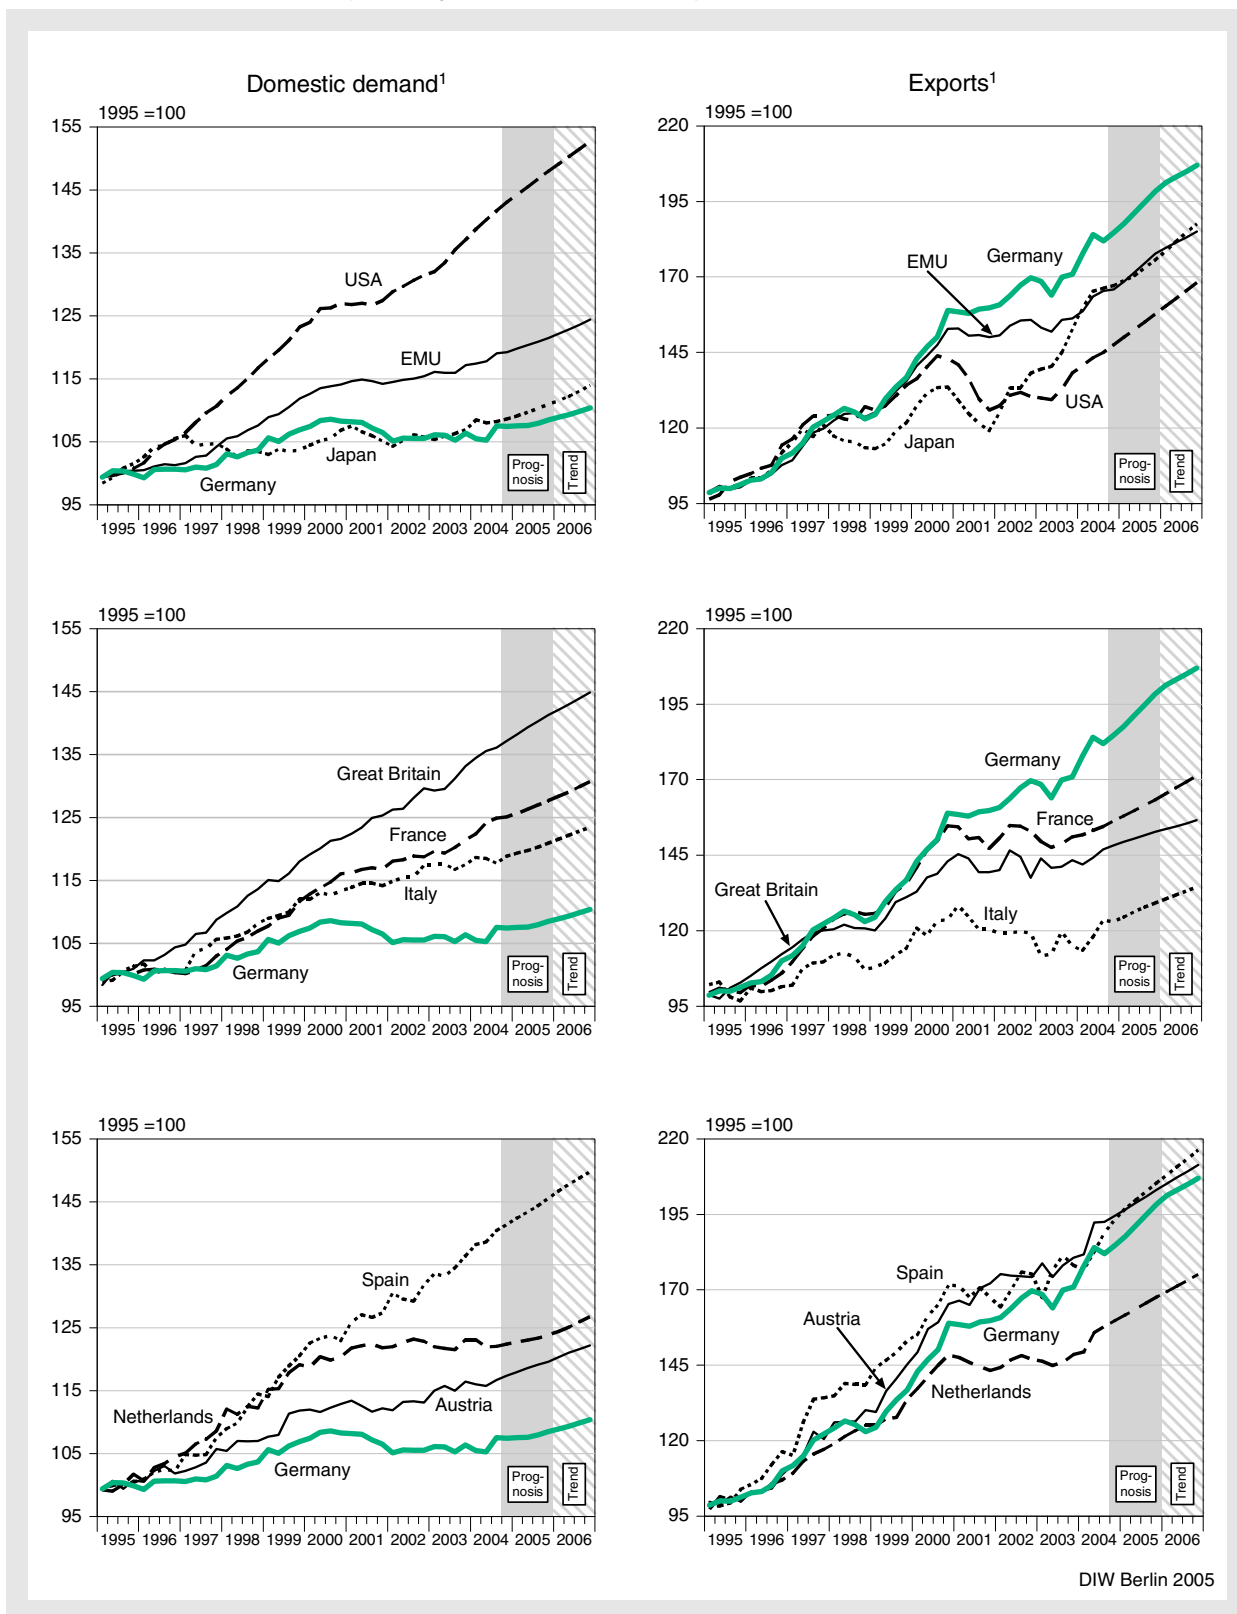 Domestic demand1
1995 =100
155
145
135
125
115
105
95
USA
EMU
Japan
Germany
Prog-
nosis
Trend
1995 1996 1997 1998 1999 2000 2001 2002 2003 2004 2005 2006
Exports1
1995 =100
220
195
170
145
120
95
EMU
Germany
USA
Japan
Prog-
nosis
Trend
1995 1996 1997 1998 1999 2000 2001 2002 2003 2004 2005 2006
1995 =100
155
145
135
125
115
105
95
Great Britain
France
Italy
Germany
Prog-
nosis
Trend
1995 1996 1997 1998 1999 2000 2001 2002 2003 2004 2005 2006
1995 =100
220
195
170
145
120
95
Germany
France
Great Britain
Italy
Prog-
nosis
Trend
1995 1996 1997 1998 1999 2000 2001 2002 2003 2004 2005 2006
1995 =100
155
145
135
125
115
105
95
Spain
Netherlands
Austria
Germany
Prog-
nosis
Trend
1995 1996 1997 1998 1999 2000 2001 2002 2003 2004 2005 2006
1995 =100
220
195
170
145
120
95
Spain
Austria
Germany
Netherlands
Prog-
nosis
Trend
1995 1996 1997 1998 1999 2000 2001 2002 2003 2004 2005 2006
DIW Berlin 2005